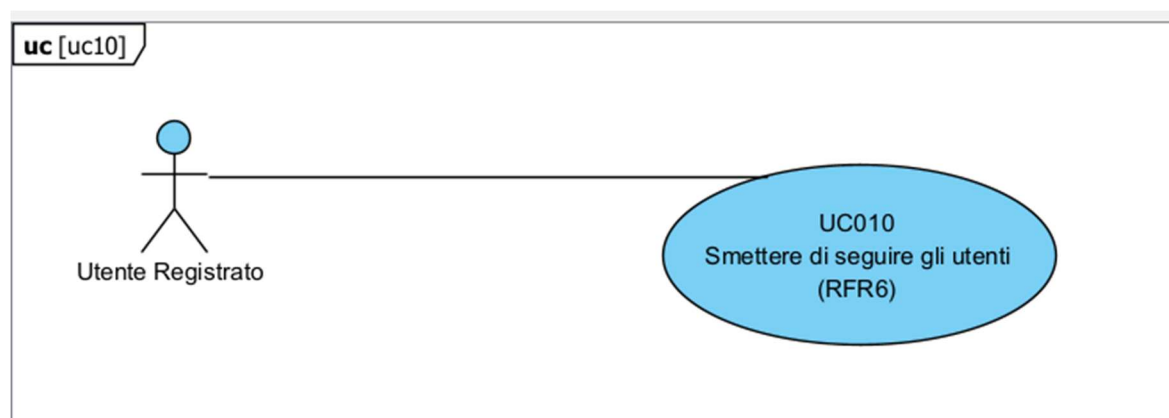 uc [uc10]
Utente Registrato
UC010
Smettere di seguire gli utenti
(RFR6)